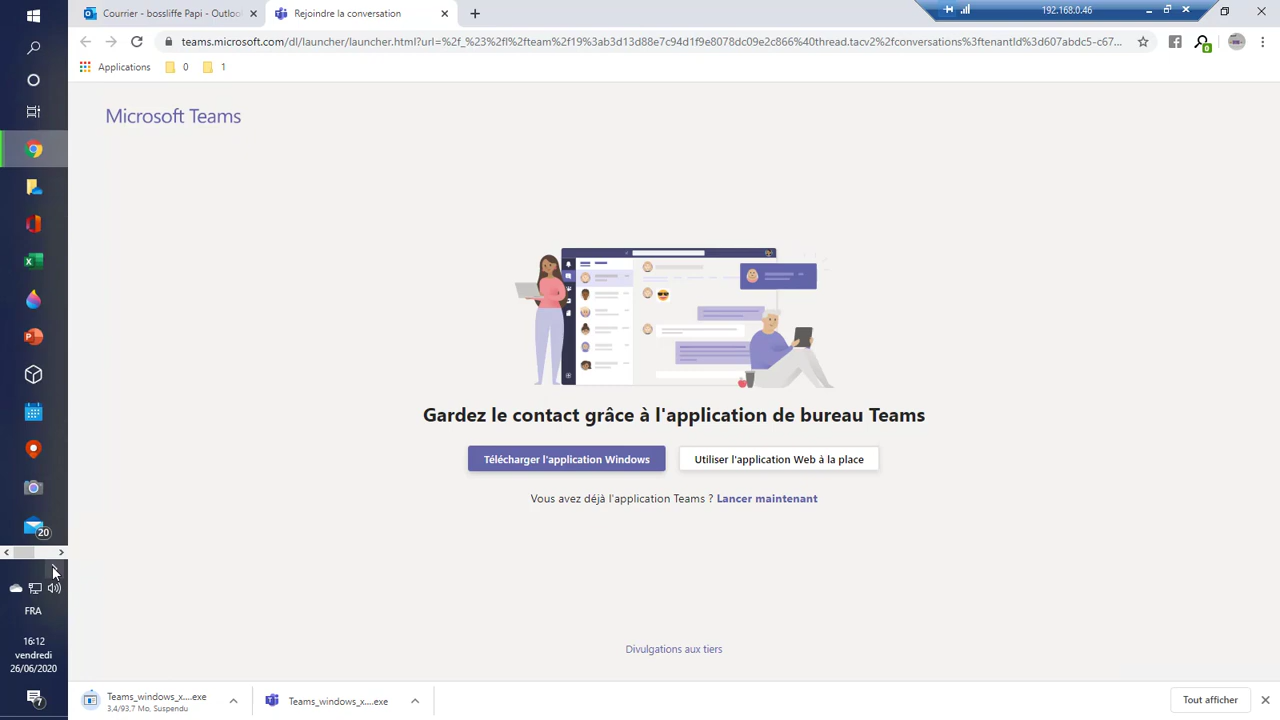 Courrier - bossliffe Papi - Outloo
Rejoindre la conversation
192.168.0.46
teams.microsoft.com/dl/launcher/launcher.html?url=%2f_%23%2fl%2fteam%2f19%3ab3d13d88e7c94d1f9e8078dc09e2c866%40thread.tacv2%2fconversations%3ftenantId%3d607abdc5-c67...
0
Applications
0
1
Microsoft Teams
Gardez le contact grâce à l'application de bureau Teams
Télécharger l'application Windows
Utiliser l'application Web à la place
Vous avez déjà l'application Teams ? Lancer maintenant
Divulgations aux tiers
20
FRA
16:12
vendredi
26/06/2020
7
Teams_windows_x....exe
3,4/93,7 Mo, Suspendu
Teams_windows_x....exe
Tout afficher